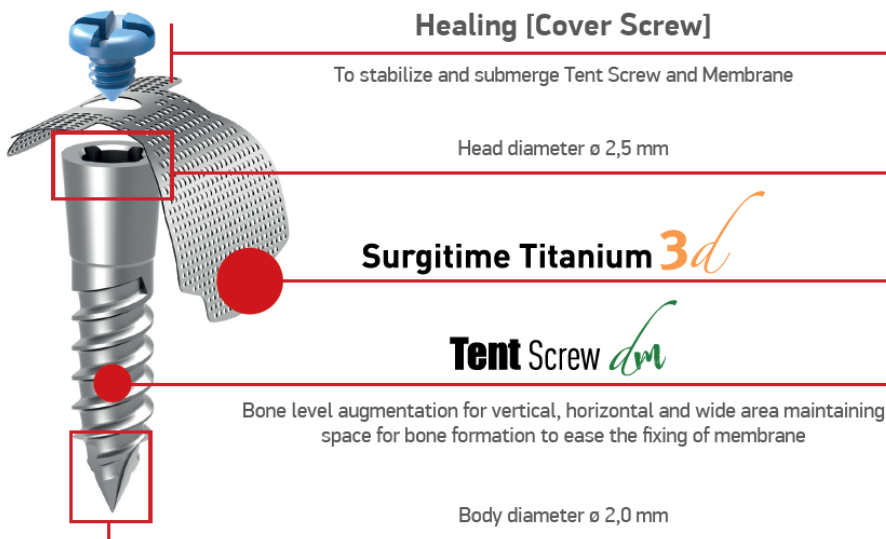 Healing [Cover Screw]
To stabilize and submerge Tent Screw and Membrane
Head diameter ø 2,5 mm
Surgitime Titanium 3d
Tent Screw dm
Bone level augmentation for vertical, horizontal and wide area maintaining
space for bone formation to ease the fixing of membrane
Body diameter ø 2,0 mm